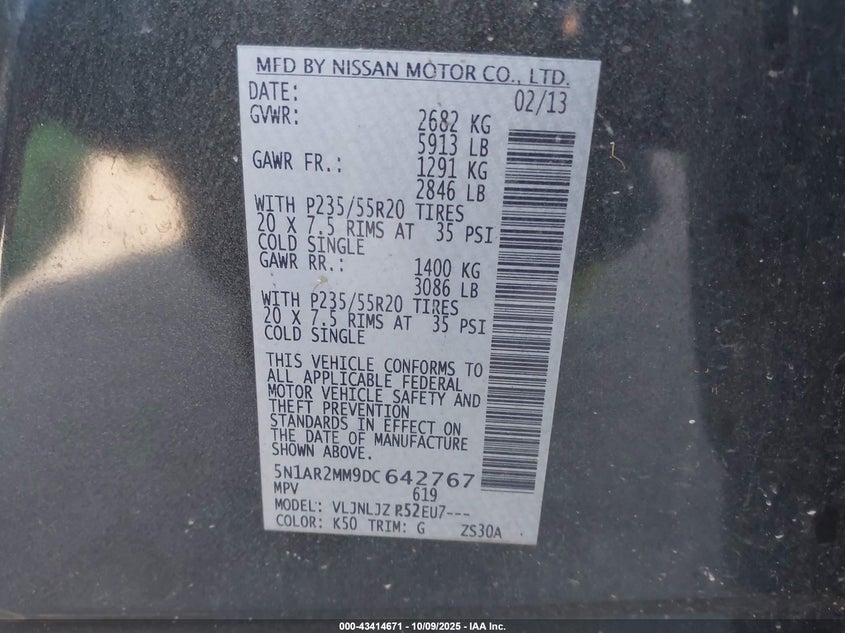 MFD BY NISSAN MOTOR CO., LTD.
DATE: 02/13
GVWR: 2682 KG
5913 LB
GAWR FR.: 1291 KG
2846 LB
WITH P235/55R20 TIRES
20 X 7.5 RIMS AT 35 PSI
COLD SINGLE
GAWR RR.: 1400 KG
3086 LB
WITH P235/55R20 TIRES
20 X 7.5 RIMS AT 35 PSI
COLD SINGLE
THIS VEHICLE CONFORMS TO
ALL APPLICABLE FEDERAL
MOTOR VEHICLE SAFETY AND
THEFT PREVENTION
STANDARDS IN EFFECT ON
THE DATE OF MANUFACTURE
SHOWN ABOVE.
5N1AR2MM9DC642767
MPV 619
MODEL: VLJNLJZ R52EU7---
COLOR: K50 TRIM: G ZS30A
000-43414671 - 10/09/2025 - IAA Inc.